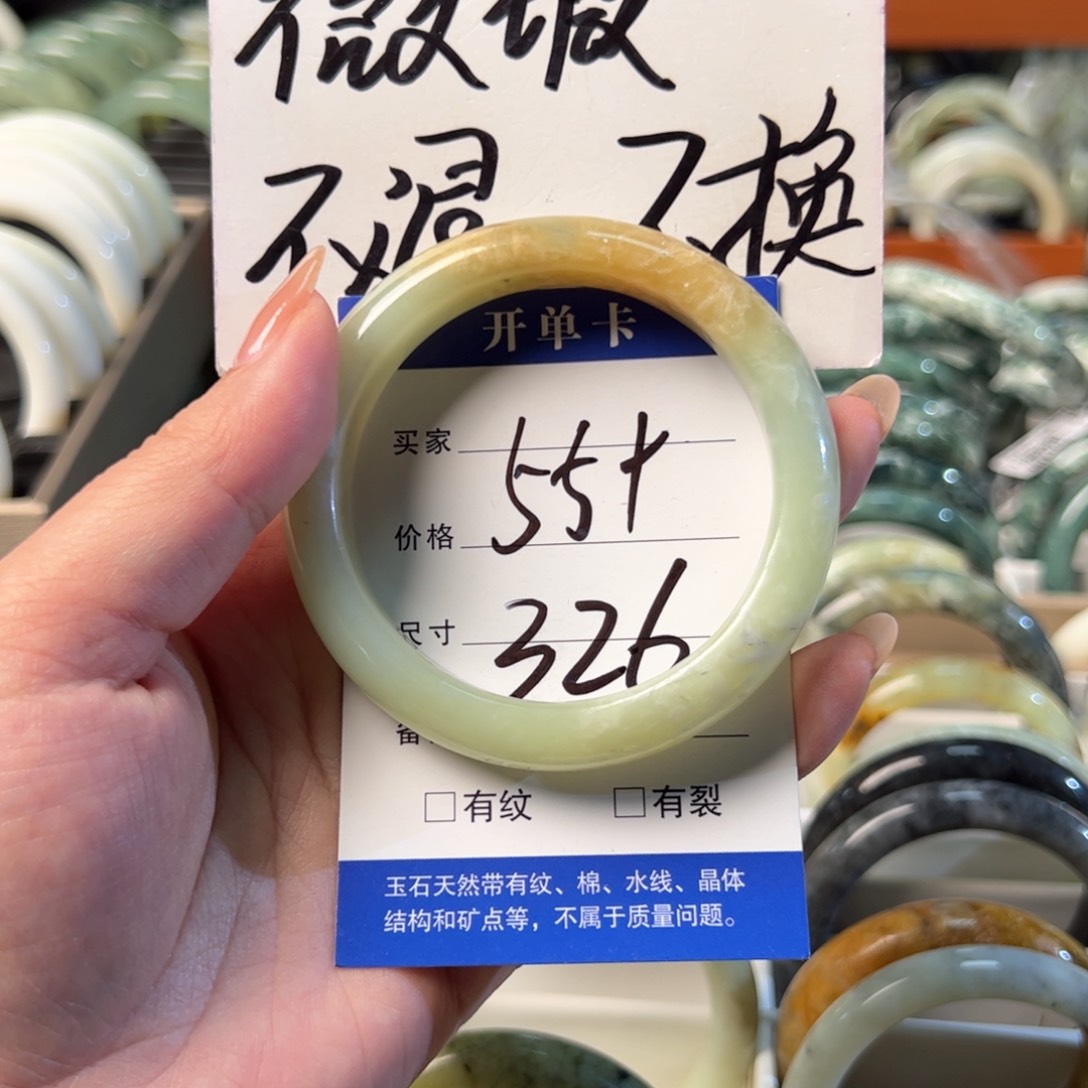 微瑕
不退 不换
开单卡
买家
551
价格
尺寸
326
□有纹 □有裂
玉石天然带有纹、棉、水线、晶体
结构和矿点等，不属于质量问题。